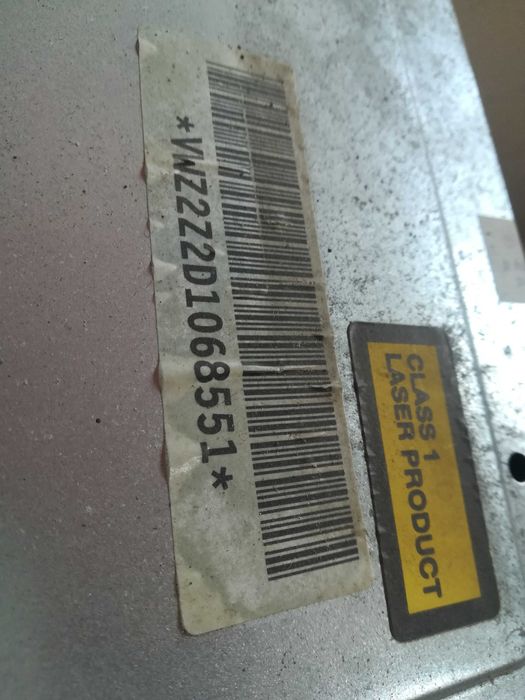 *VWZ2Z2D1068551*
CLASS 1
LASER PRODUCT